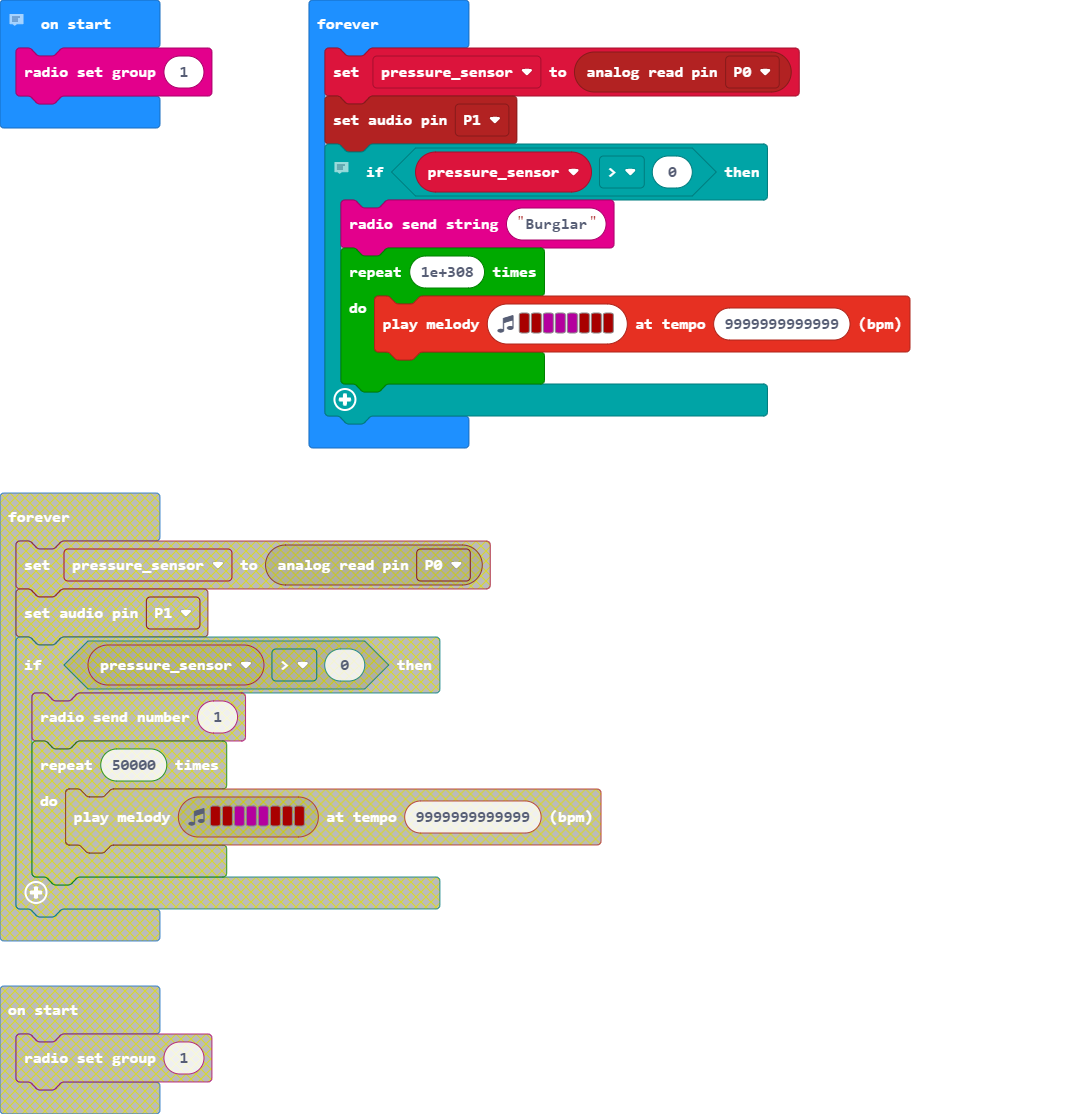 on start
radio set group 1
forever
set pressure_sensor to analog read pin P0
set audio pin P1
if pressure_sensor > 0 then
radio send string "Burglar"
repeat 1e+308 times
do
play melody at tempo 9999999999999 (bpm)
forever
set pressure_sensor to analog read pin P0
set audio pin P1
if pressure_sensor > 0 then
radio send number 1
repeat 50000 times
do
play melody at tempo 9999999999999 (bpm)
on start
radio set group 1